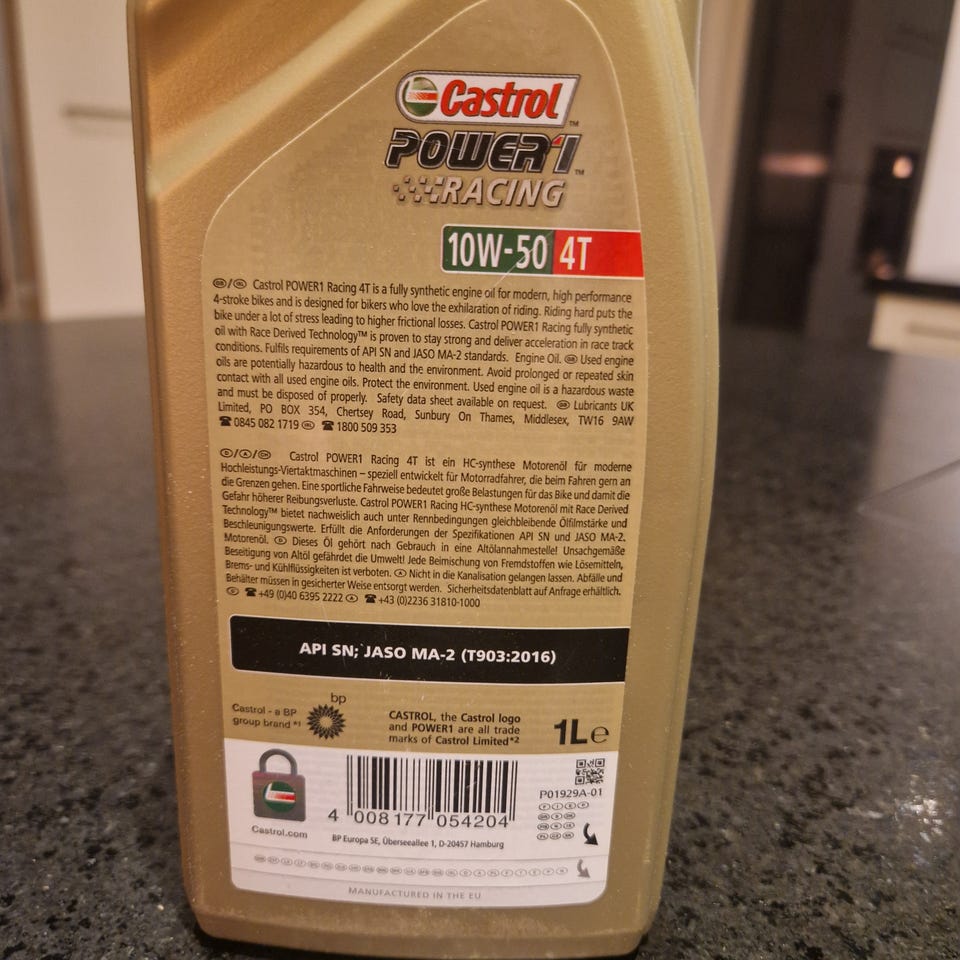 Castrol
POWER1
RACING
10W-50 4T
Castrol POWER1 Racing 4T is a fully synthetic engine oil for modern, high performance
4-stroke bikes and is designed for bikers who love the exhilaration of riding. Riding hard puts the
bike under a lot of stress leading to higher frictional losses. Castrol POWER1 Racing fully synthetic
oil with Race Derived Technology™ is proven to stay strong and deliver acceleration in race track
conditions. Fulfils requirements of API SN and JASO MA-2 standards. Engine Oil. GB Used engine
oils are potentially hazardous to health and the environment. Avoid prolonged or repeated skin
contact with all used engine oils. Protect the environment. Used engine oil is a hazardous waste
and must be disposed of properly. Safety data sheet available on request. GB Lubricants UK
Limited, PO BOX 354, Chertsey Road, Sunbury On Thames, Middlesex, TW16 9AW
☎ 0845 082 1719 ☎ 1800 509 353
D/A/CH Castrol POWER1 Racing 4T ist ein HC-synthese Motorenöl für moderne
Hochleistungs-Viertaktmaschinen – speziell entwickelt für Motorradfahrer, die beim Fahren gern an
die Grenzen gehen. Eine sportliche Fahrweise bedeutet große Belastungen für das Bike und damit die
Gefahr höherer Reibungsverluste. Castrol POWER1 Racing HC-synthese Motorenöl mit Race Derived
Technology™ bietet nachweislich auch unter Rennbedingungen gleichbleibende Ölfilmstärke und
Beschleunigungswerte. Erfüllt die Anforderungen der Spezifikationen API SN und JASO MA-2.
Motorenöl. D Dieses Öl gehört nach Gebrauch in eine Altölannahmestelle! Unsachgemäße
Beseitigung von Altöl gefährdet die Umwelt! Jede Beimischung von Fremdstoffen wie Lösemitteln,
Brems- und Kühlflüssigkeiten ist verboten. A Nicht in die Kanalisation gelangen lassen. Abfälle und
Behälter müssen in gesicherter Weise entsorgt werden. Sicherheitsdatenblatt auf Anfrage erhältlich.
D ☎ +49 (0)40 6395 2222 A ☎ +43 (0)2236 31810-1000
API SN; JASO MA-2 (T903:2016)
bp
Castrol - a BP
group brand *1
CASTROL, the Castrol logo
and POWER1 are all trade
marks of Castrol Limited*2
1L e
P01929A-01
4 008177 054204
Castrol.com
BP Europa SE, Überseeallee 1, D-20457 Hamburg
MANUFACTURED IN THE EU